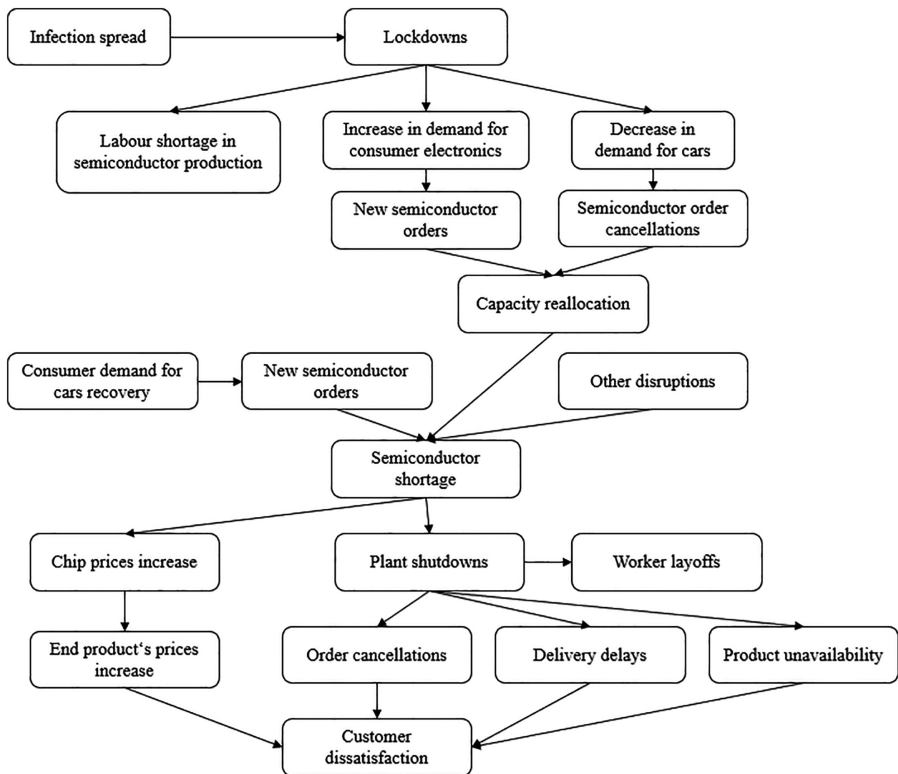 Infection spread
Lockdowns
Labour shortage in
semiconductor production
Increase in demand for
consumer electronics
Decrease in
demand for cars
New semiconductor
orders
Semiconductor order
cancellations
Capacity reallocation
Consumer demand for
cars recovery
New semiconductor
orders
Other disruptions
Semiconductor
shortage
Chip prices increase
Plant shutdowns
Worker layoffs
End product‘s prices
increase
Order cancellations
Delivery delays
Product unavailability
Customer
dissatisfaction